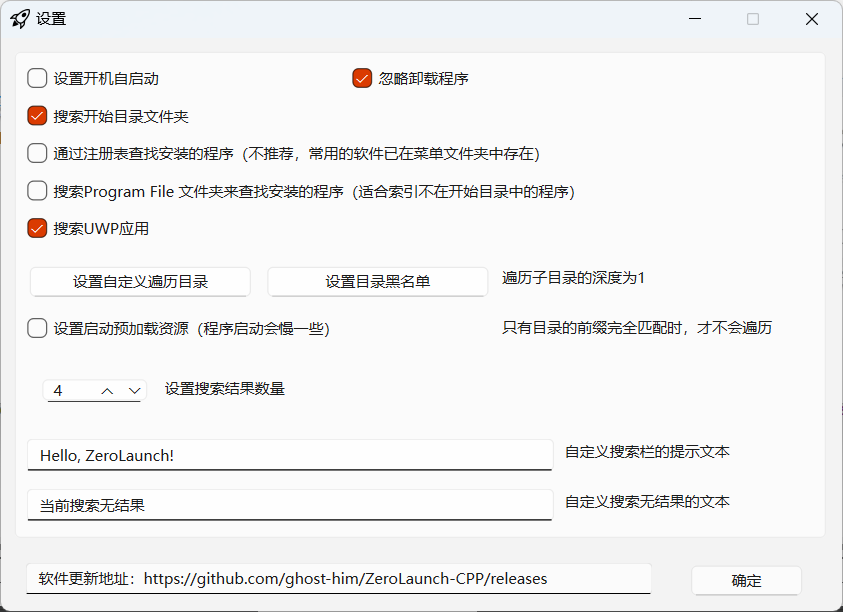 设置
设置开机自启动
忽略卸载程序
搜索开始目录文件夹
通过注册表查找安装的程序（不推荐，常用的软件已在菜单文件夹中存在）
搜索Program File 文件夹来查找安装的程序（适合索引不在开始目录中的程序）
搜索UWP应用
设置自定义遍历目录
设置目录黑名单
遍历子目录的深度为1
设置启动预加载资源（程序启动会慢一些）
只有目录的前缀完全匹配时，才不会遍历
4
设置搜索结果数量
Hello, ZeroLaunch!
自定义搜索栏的提示文本
当前搜索无结果
自定义搜索无结果的文本
软件更新地址：https://github.com/ghost-him/ZeroLaunch-CPP/releases
确定